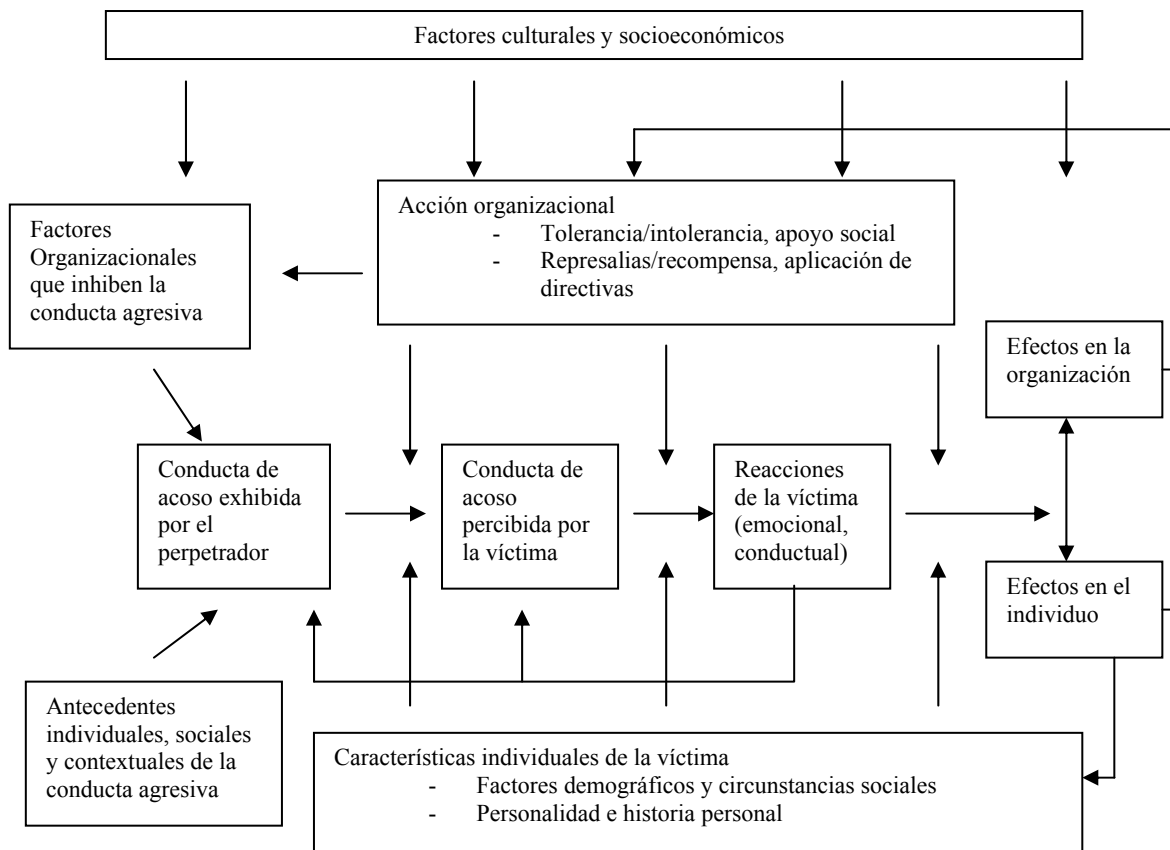 Factores culturales y socioeconómicos
Acción organizacional
- Tolerancia/intolerancia, apoyo social
- Represalias/recompensa, aplicación de
directivas
Factores
Organizacionales
que inhiben la
conducta agresiva
Efectos en la
organización
Conducta de
acoso exhibida
por el
perpetrador
Conducta de
acoso
percibida por
la víctima
Reacciones
de la víctima
(emocional,
conductual)
Efectos en el
individuo
Antecedentes
individuales, sociales
y contextuales de la
conducta agresiva
Característícas individuales de la víctima
- Factores demográficos y circunstancias sociales
- Personalidad e historia personal